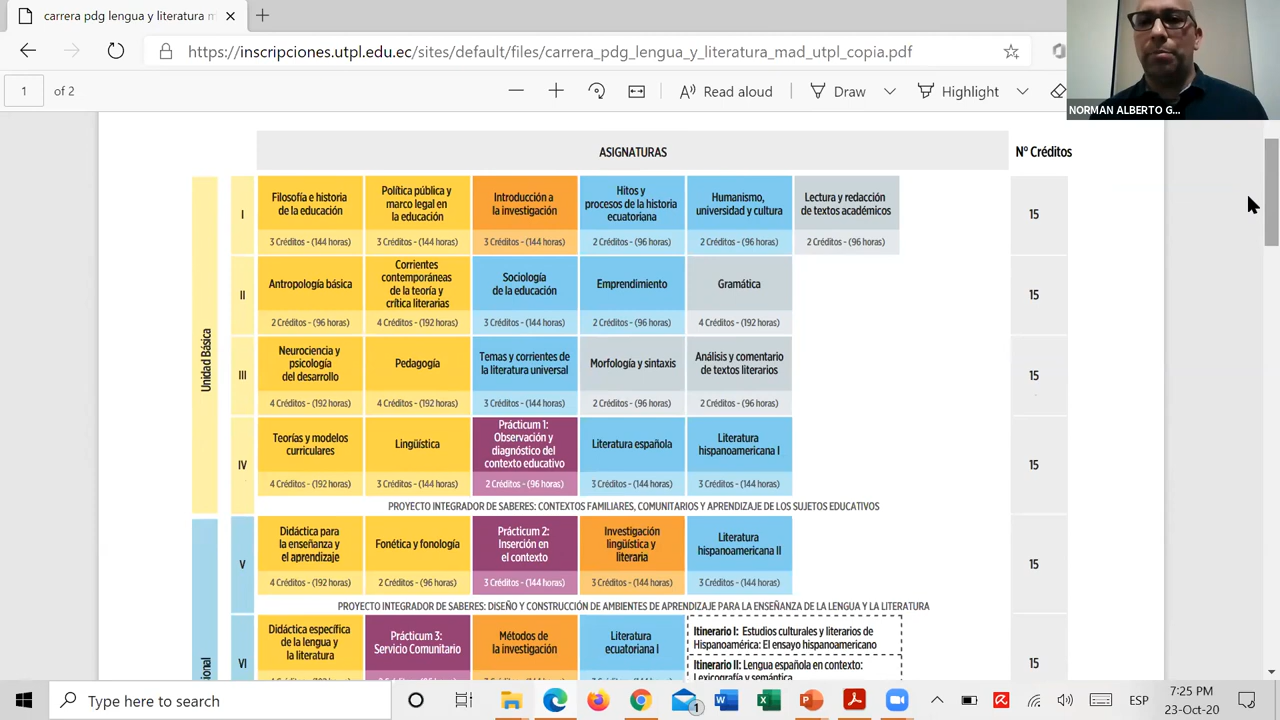 carrera pdg lengua y literatura m
https://inscripciones.utpl.edu.ec/sites/default/files/carrera_pdg_lengua_y_literatura_mad_utpl_copia.pdf
1 of 2
Read aloud
Draw
Highlight
NORMAN ALBERTO G...
ASIGNATURAS
Nº Créditos
Unidad Básica
I
Filosofía e historia
de la educación
3 Créditos - (144 horas)
Política pública y
marco legal en
la educación
3 Créditos - (144 horas)
Introducción a
la investigación
3 Créditos - (144 horas)
Hitos y
procesos de la historia
ecuatoriana
2 Créditos - (96 horas)
Humanismo,
universidad y cultura
2 Créditos - (96 horas)
Lectura y redacción
de textos académicos
2 Créditos - (96 horas)
15
II
Antropología básica
2 Créditos - (96 horas)
Corrientes
contemporáneas
de la teoría y
crítica literarias
4 Créditos - (192 horas)
Sociología
de la educación
3 Créditos - (144 horas)
Emprendimiento
2 Créditos - (96 horas)
Gramática
4 Créditos - (192 horas)
15
III
Neurociencia y
psicología
del desarrollo
4 Créditos - (192 horas)
Pedagogía
4 Créditos - (192 horas)
Temas y corrientes de
la literatura universal
3 Créditos - (144 horas)
Morfología y sintaxis
2 Créditos - (96 horas)
Análisis y comentario
de textos literarios
2 Créditos - (96 horas)
15
IV
Teorías y modelos
curriculares
4 Créditos - (192 horas)
Lingüística
3 Créditos - (144 horas)
Prácticum 1:
Observación y
diagnóstico del
contexto educativo
2 Créditos - (96 horas)
Literatura española
3 Créditos - (144 horas)
Literatura
hispanoamericana I
3 Créditos - (144 horas)
15
PROYECTO INTEGRADOR DE SABERES: CONTEXTOS FAMILIARES, COMUNITARIOS Y APRENDIZAJE DE LOS SUJETOS EDUCATIVOS
V
Didáctica para
la enseñanza y
el aprendizaje
4 Créditos - (192 horas)
Fonética y fonología
2 Créditos - (96 horas)
Prácticum 2:
Inserción en
el contexto
3 Créditos - (144 horas)
Investigación
lingüística y
literaria
3 Créditos - (144 horas)
Literatura
hispanoamericana II
3 Créditos - (144 horas)
15
PROYECTO INTEGRADOR DE SABERES: DISEÑO Y CONSTRUCCIÓN DE AMBIENTES DE APRENDIZAJE PARA LA ENSEÑANZA DE LA LENGUA Y LA LITERATURA
VI
Didáctica específica
de la lengua y
la literatura
Prácticum 3:
Servicio Comunitario
Métodos de
la investigación
Literatura
ecuatoriana I
Itinerario I: Estudios culturales y literarios de
Hispanoamérica: El ensayo hispanoamericano
Itinerario II: Lengua española en contexto:
Lexicografía y semántica
15
Type here to search
1
ESP
7:25 PM
23-Oct-20